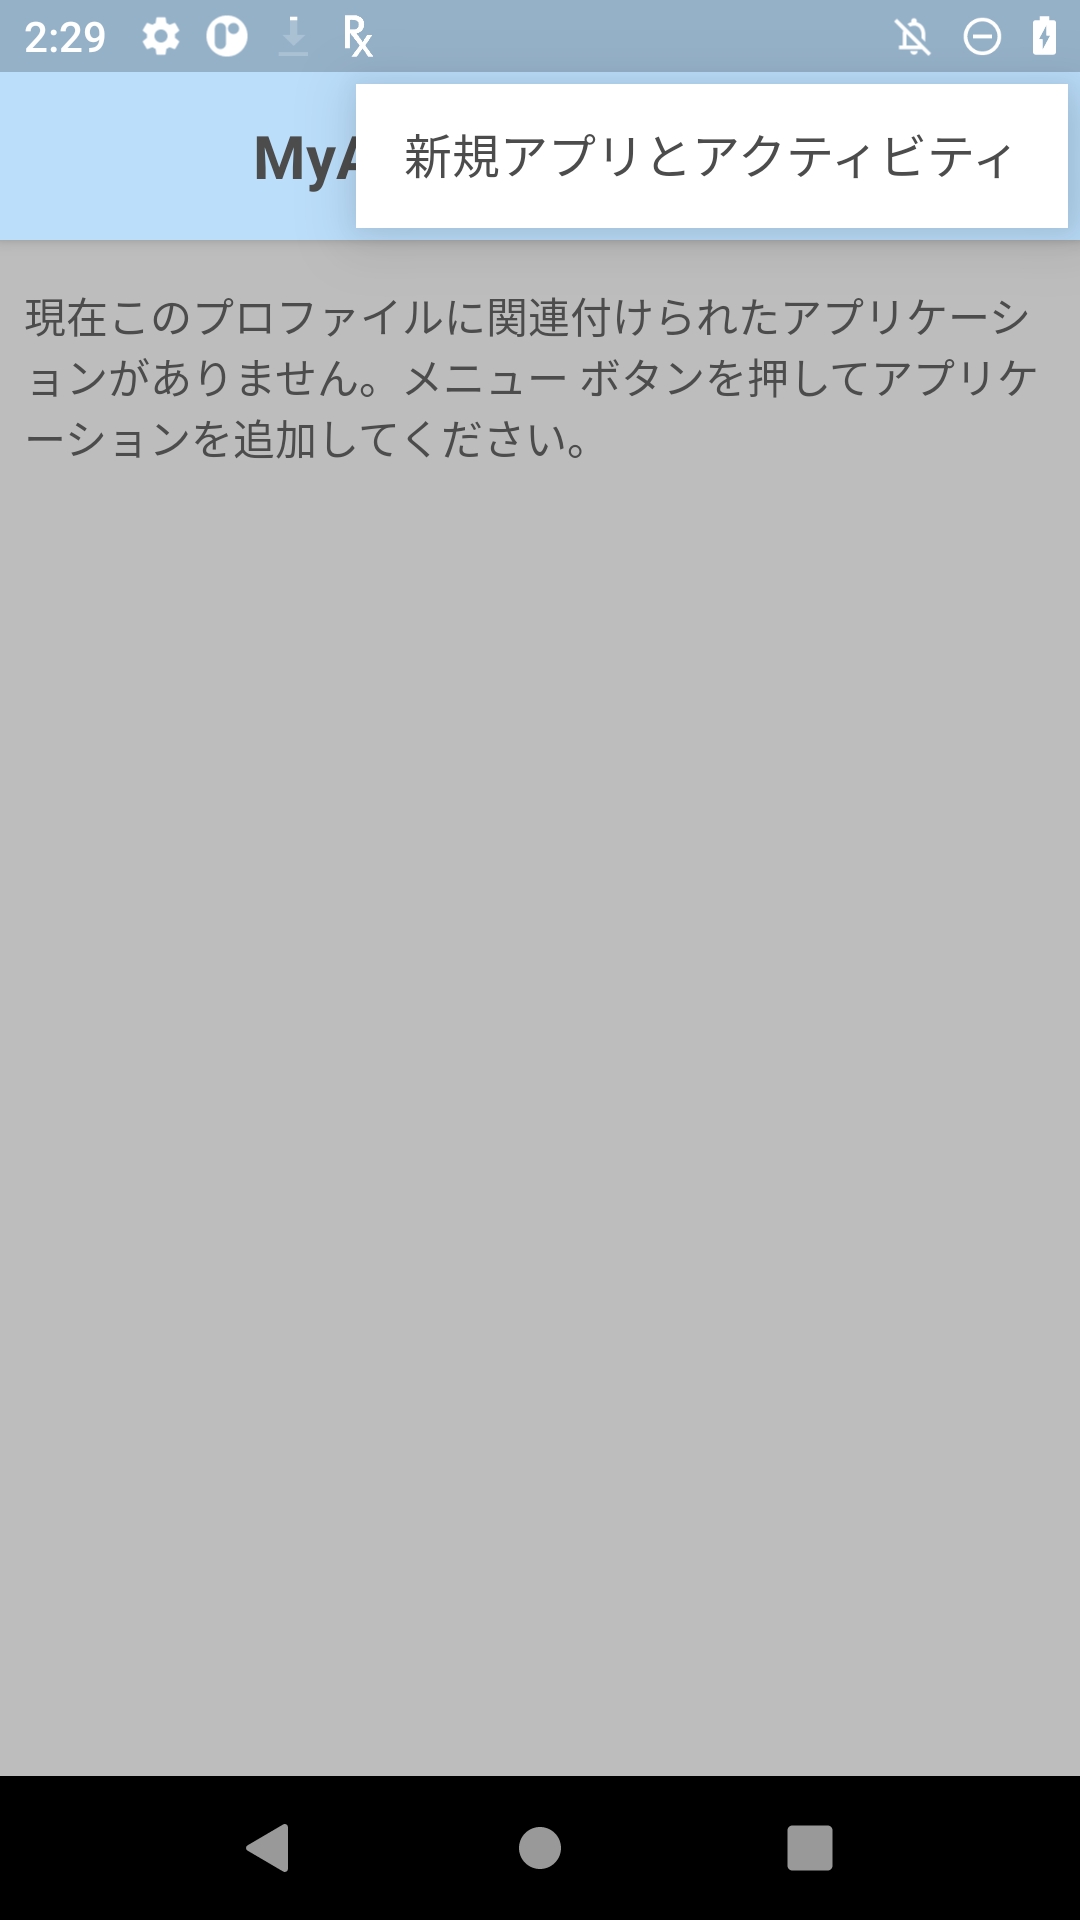 2:29
MyA
新規アプリとアクティビティ
現在このプロファイルに関連付けられたアプリケーシ
ョンがありません。メニュー ボタンを押してアプリケ
ーションを追加してください。